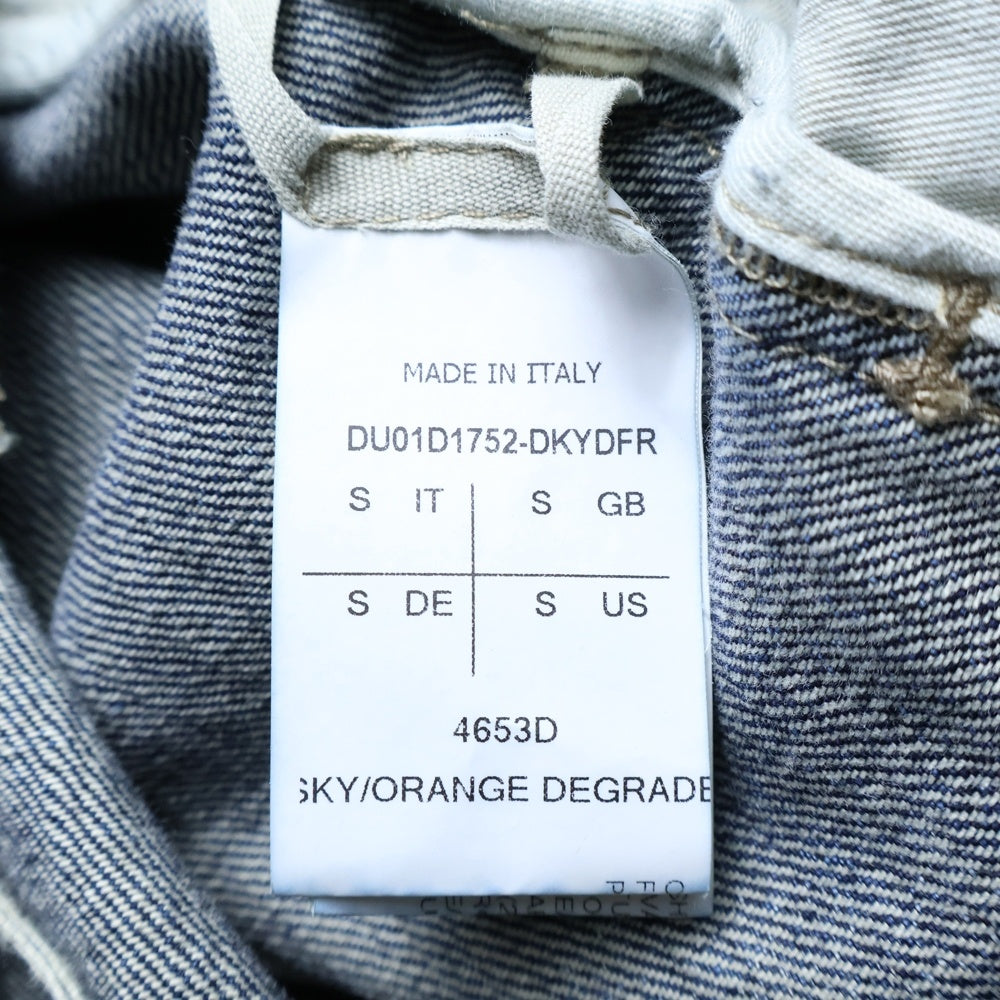 MADE IN ITALY
DU01D1752-DKYDFR
S IT S GB
S DE S US
4653D
SKY/ORANGE DEGRADE